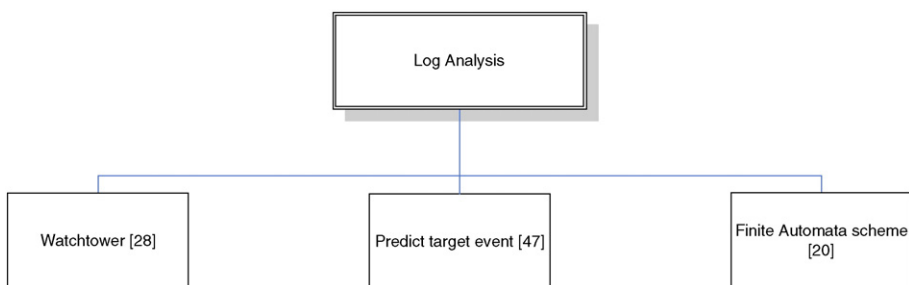 Log Analysis
Watchtower [28]
Predict target event [47]
Finite Automata scheme
[20]